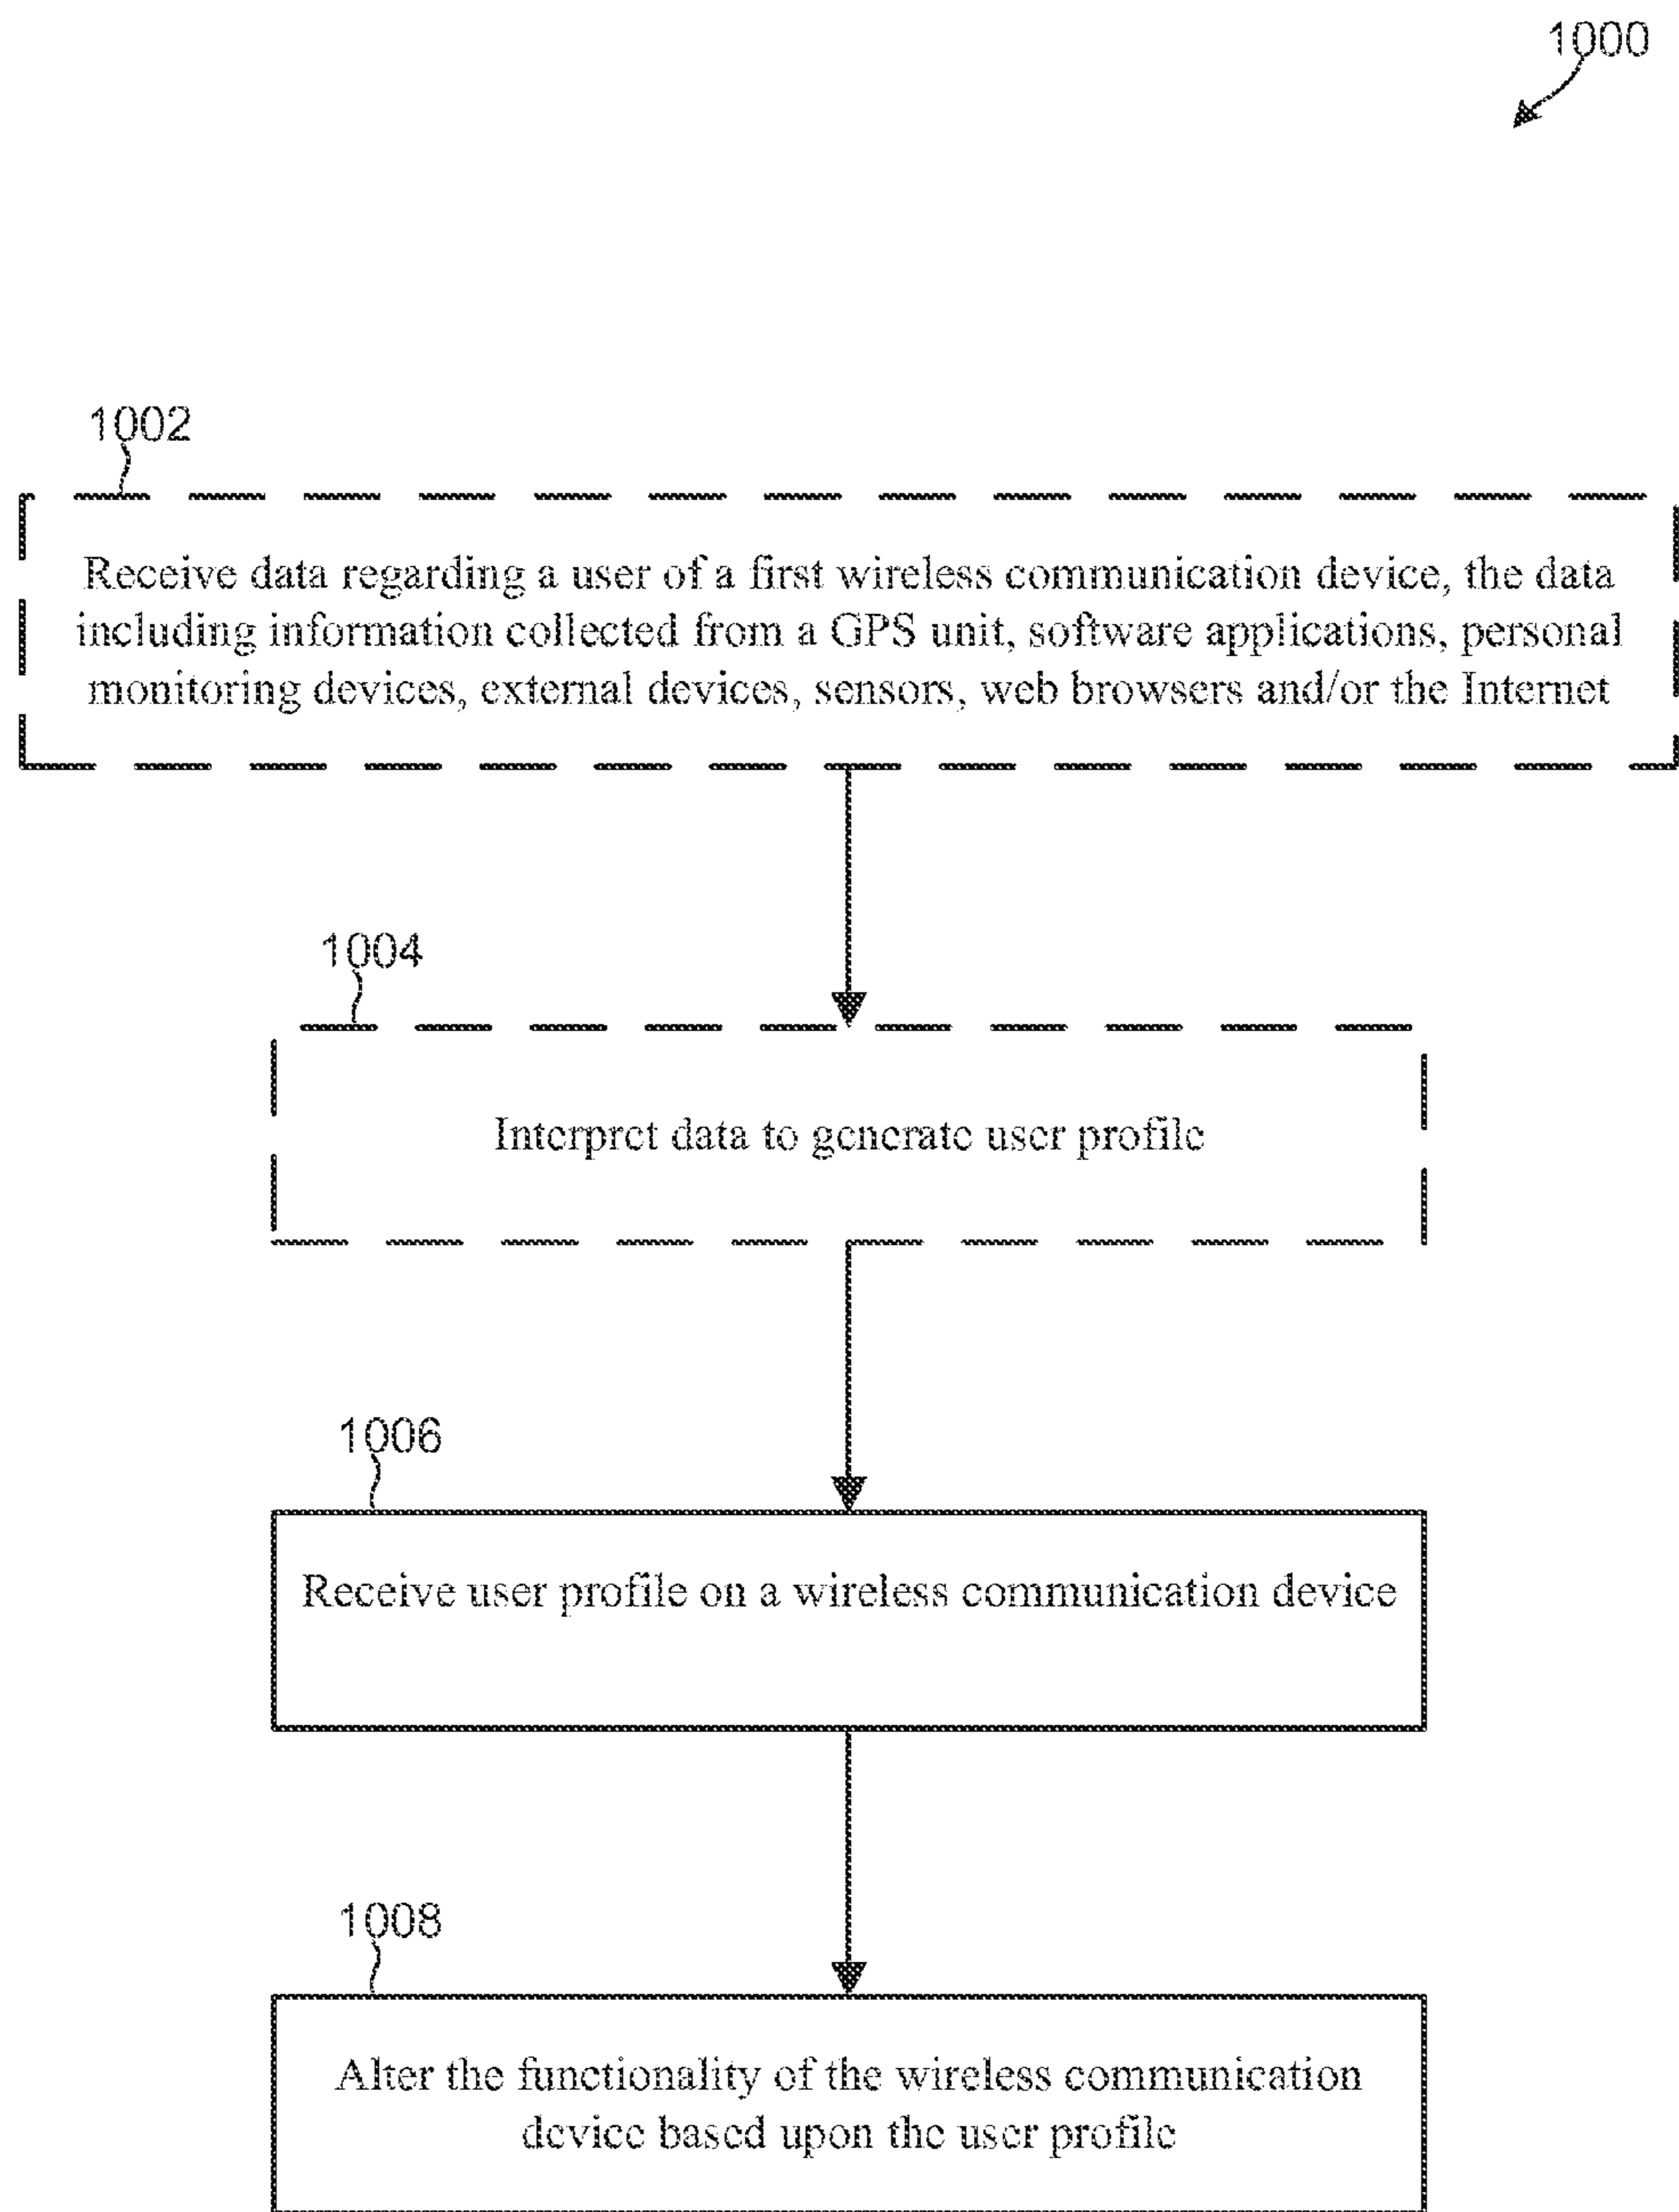 1000
1002
Receive data regarding a user of a first wireless communication device, the data
including information collected from a GPS unit, software applications, personal
monitoring devices, external devices, sensors, web browsers and/or the Internet
1004
Interpret data to generate user profile
1006
Receive user profile on a wireless communication device
1008
Alter the functionality of the wireless communication
device based upon the user profile